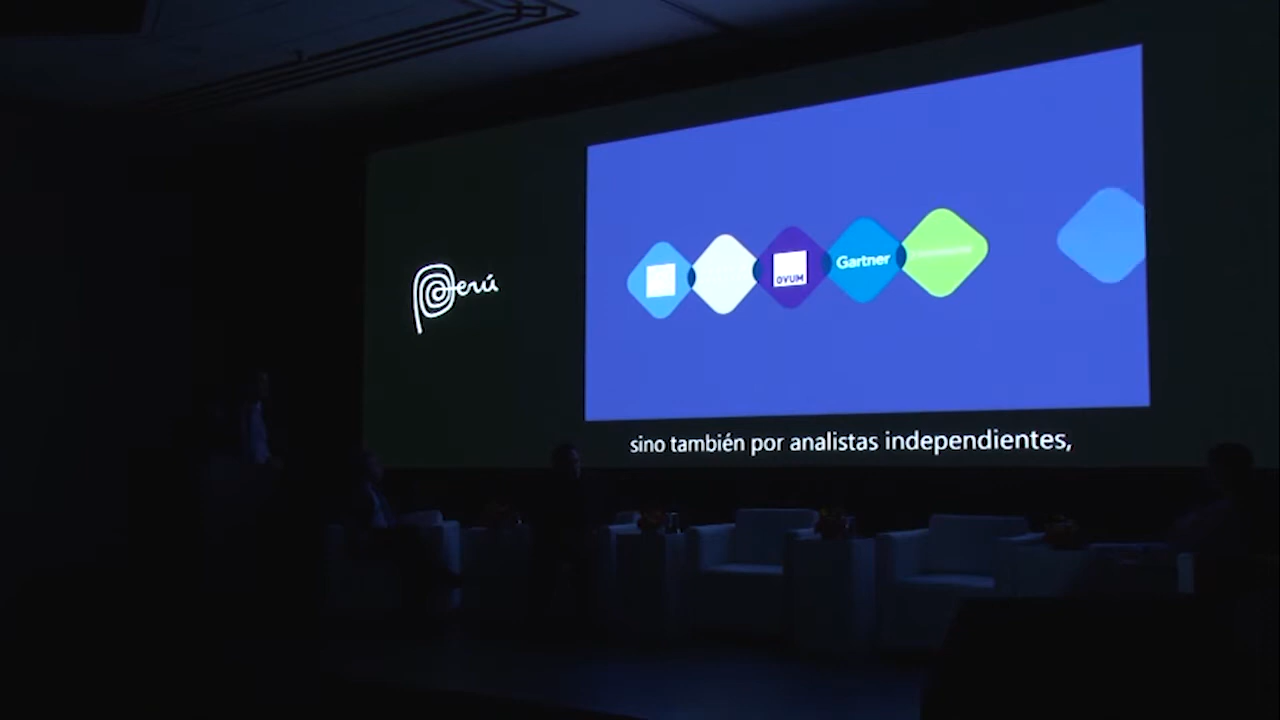 Perú
OVUM
Gartner
sino también por analistas independientes,